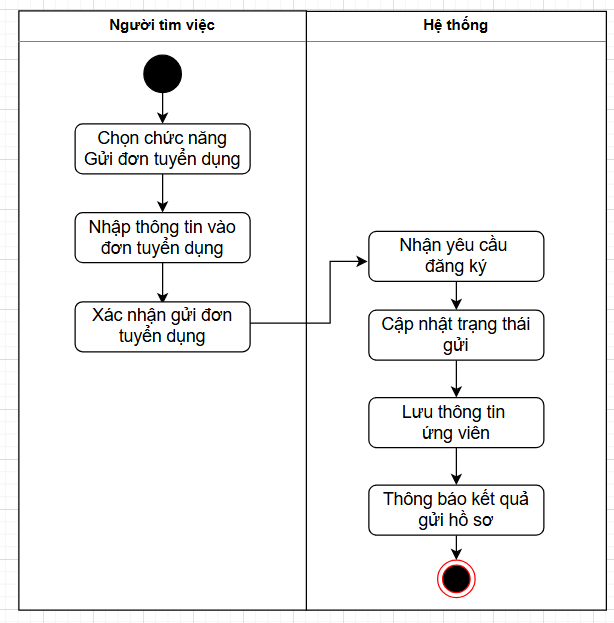 Người tìm việc
Hệ thống
Chọn chức năng
Gửi đơn tuyển dụng
Nhập thông tin vào
đơn tuyển dụng
Xác nhận gửi đơn
tuyển dụng
Nhận yêu cầu
đăng ký
Cập nhật trạng thái
gửi
Lưu thông tin
ứng viên
Thông báo kết quả
gửi hồ sơ